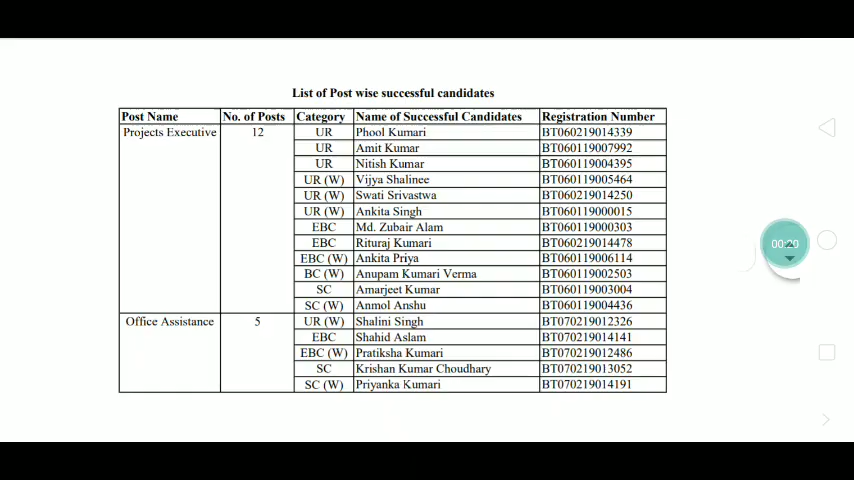 List of Post wise successful candidates
Post Name No. of Posts Category Name of Successful Candidates Registration Number
Projects Executive 12 UR Phool Kumari BT060219014339
UR Amit Kumar BT060119007992
UR Nitish Kumar BT060119004395
UR (W) Vijya Shalinee BT060119005464
UR (W) Swati Srivastwa BT060219014250
UR (W) Ankita Singh BT060119000015
EBC Md. Zubair Alam BT060119000303
EBC Rituraj Kumari BT060219014478
EBC (W) Ankita Priya BT060119006114
BC (W) Anupam Kumari Verma BT060119002503
SC Amarjeet Kumar BT060119003004
SC (W) Anmol Anshu BT060119004436
Office Assistance 5 UR (W) Shalini Singh BT070219012326
EBC Shahid Aslam BT070219014141
EBC (W) Pratiksha Kumari BT070219012486
SC Krishan Kumar Choudhary BT070219013052
SC (W) Priyanka Kumari BT070219014191